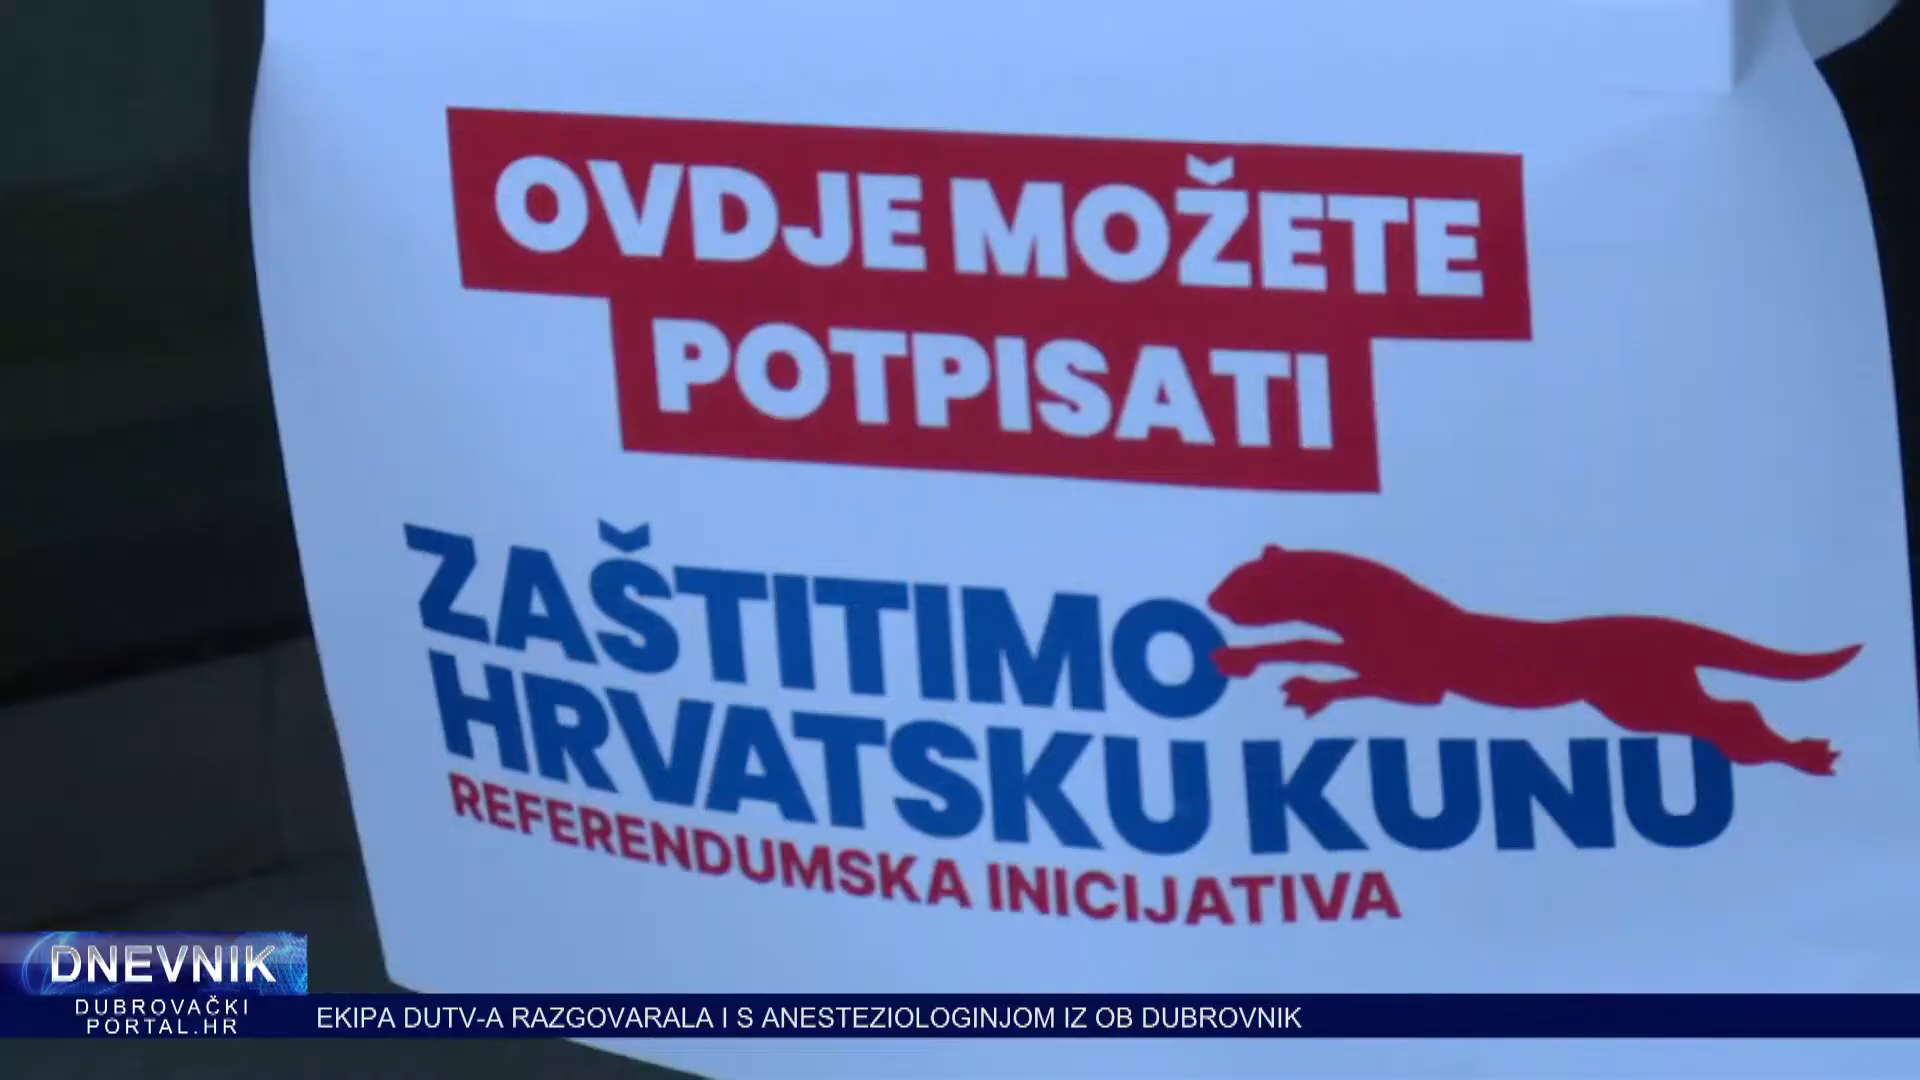 OVDJE MOŽETE
POTPISATI
ZAŠTITIMO
HRVATSKU KUNU
REFERENDUMSKA INICIJATIVA
DNEVNIK
DUBROVAČKI
PORTAL.HR
EKIPA DUTV-A RAZGOVARALA I S ANESTEZIOLOGINJOM IZ OB DUBROVNIK